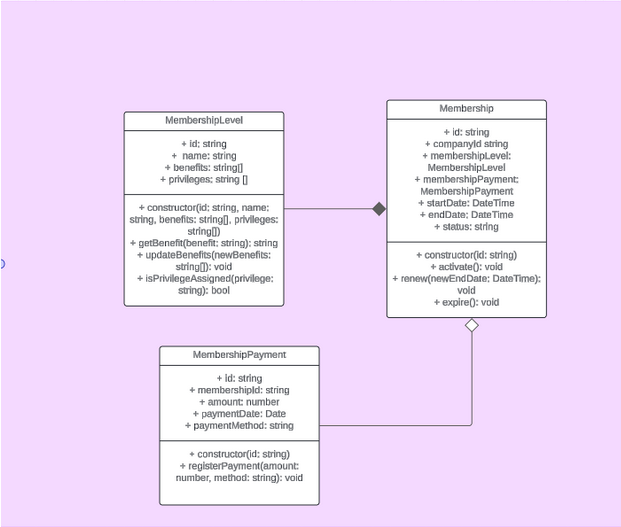 MembershipLevel
+ id: string
+ name: string
+ benefits: string[]
+ privileges: string []
+ constructor(id: string, name:
string, benefits: string[], privileges:
string[])
+ getBenefit(benefit: string): string
+ updateBenefits(newBenefits:
string[]): void
+ isPrivilegeAssigned(privilege:
string): bool
Membership
+ id: string
+ companyId string
+ membershipLevel:
MembershipLevel
+ membershipPayment:
MembershipPayment
+ startDate: DateTime
+ endDate: DateTime
+ status: string
+ constructor(id: string)
+ activate(): void
+ renew(newEndDate: DateTime):
void
+ expire(): void
MembershipPayment
+ id: string
+ membershipId: string
+ amount: number
+ paymentDate: Date
+ paymentMethod: string
+ constructor(id: string)
+ registerPayment(amount:
number, method: string): void